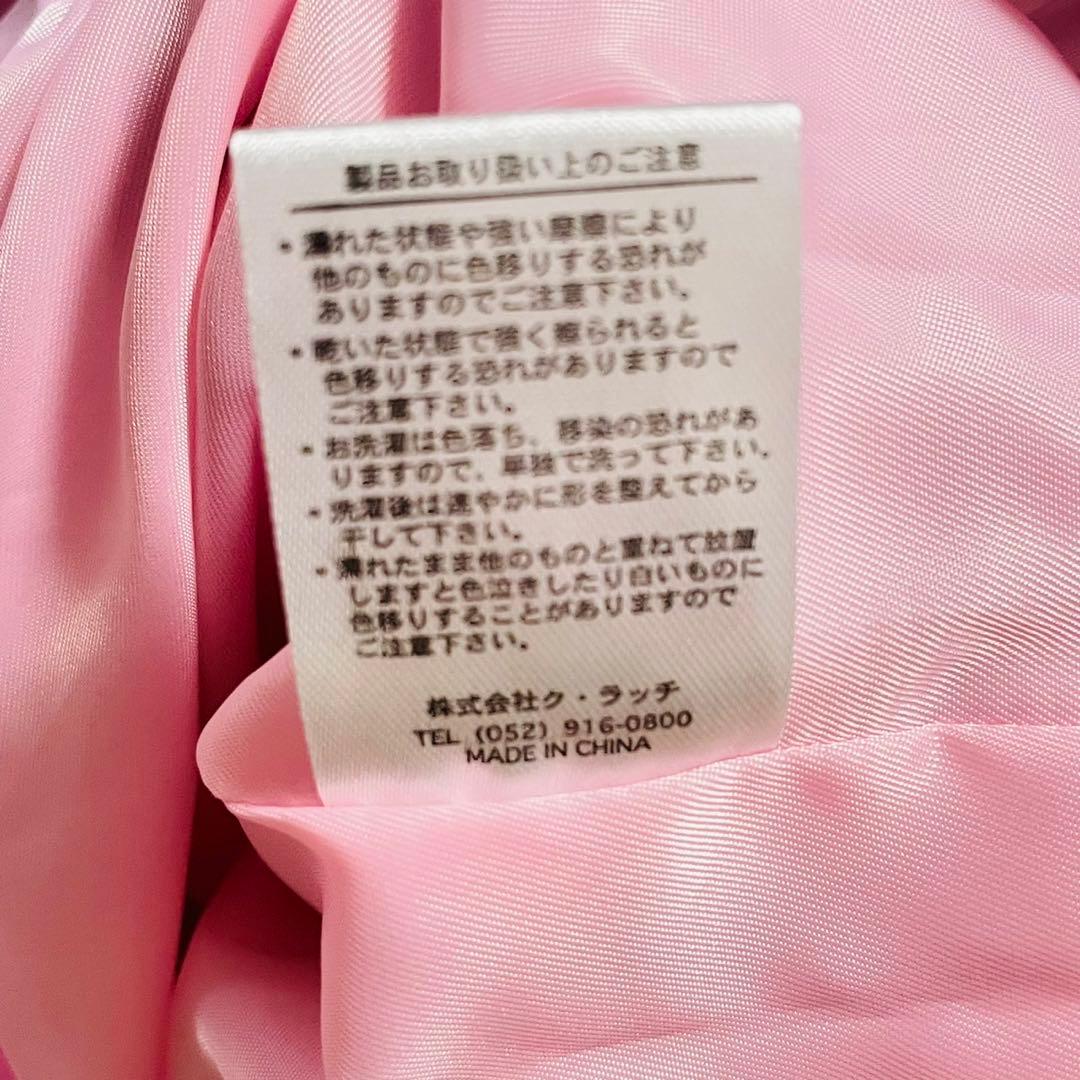 製品お取り扱い上のご注意
・濡れた状態や強い摩擦により
他のものに色移りする恐れが
ありますのでご注意下さい。
・乾いた状態で強く擦られると
色移りする恐れがありますので
ご注意下さい。
・お洗濯は色落ち、移染の恐れがあ
りますので、単独で洗って下さい。
・洗濯後は速やかに形を整えてから
干して下さい。
・濡れたまま他のものと重ねて放置
しますと色泣きしたり白いものに
色移りすることがありますので
ご注意下さい。
株式会社ク・ラッチ
TEL (052) 916-0800
MADE IN CHINA